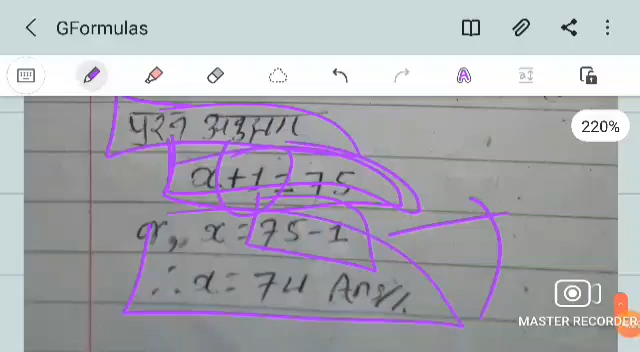 GFormulas
220%
प्रश्न अनुसार
x + 1 = 75
or, x = 75 - 1
∴ x = 74 Ans//.
MASTER RECORDER